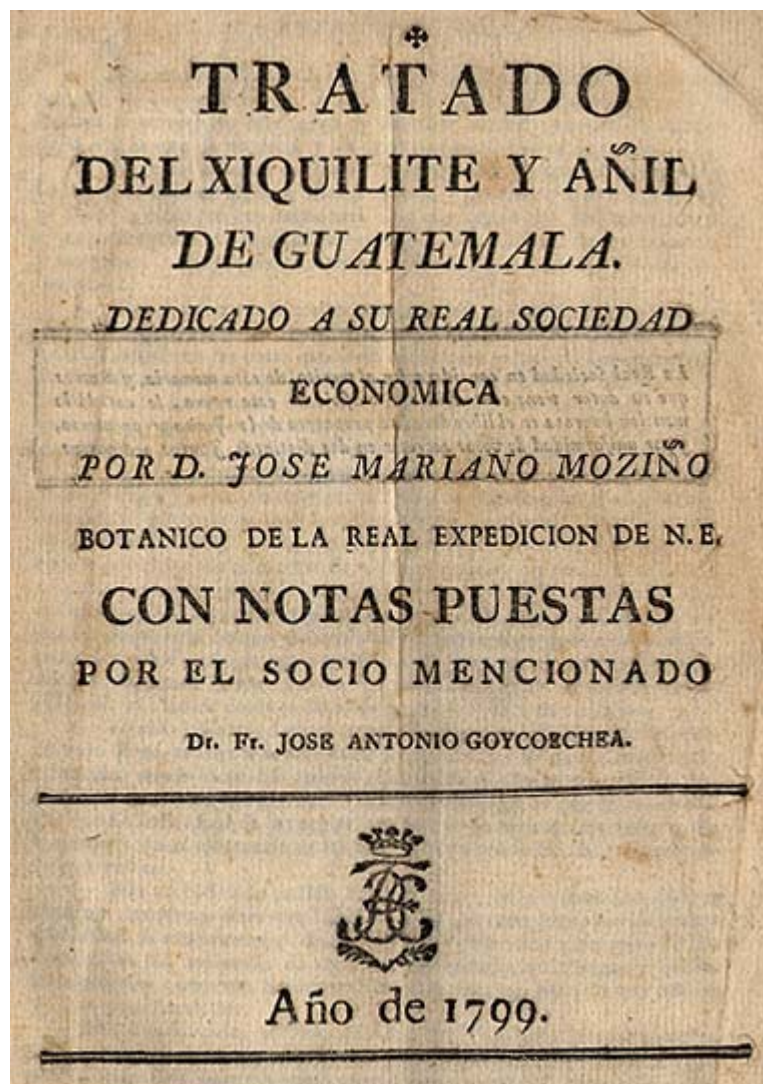 TRATADO
DEL XIQUILITE Y AÑIL
DE GUATEMALA.
DEDICADO A SU REAL SOCIEDAD
ECONOMICA
POR D. JOSE MARIANO MOZIÑO
BOTANICO DE LA REAL EXPEDICION DE N. E.
CON NOTAS PUESTAS
POR EL SOCIO MENCIONADO
Dr. Fr. JOSE ANTONIO GOYCOECHEA.
Año de 1799.